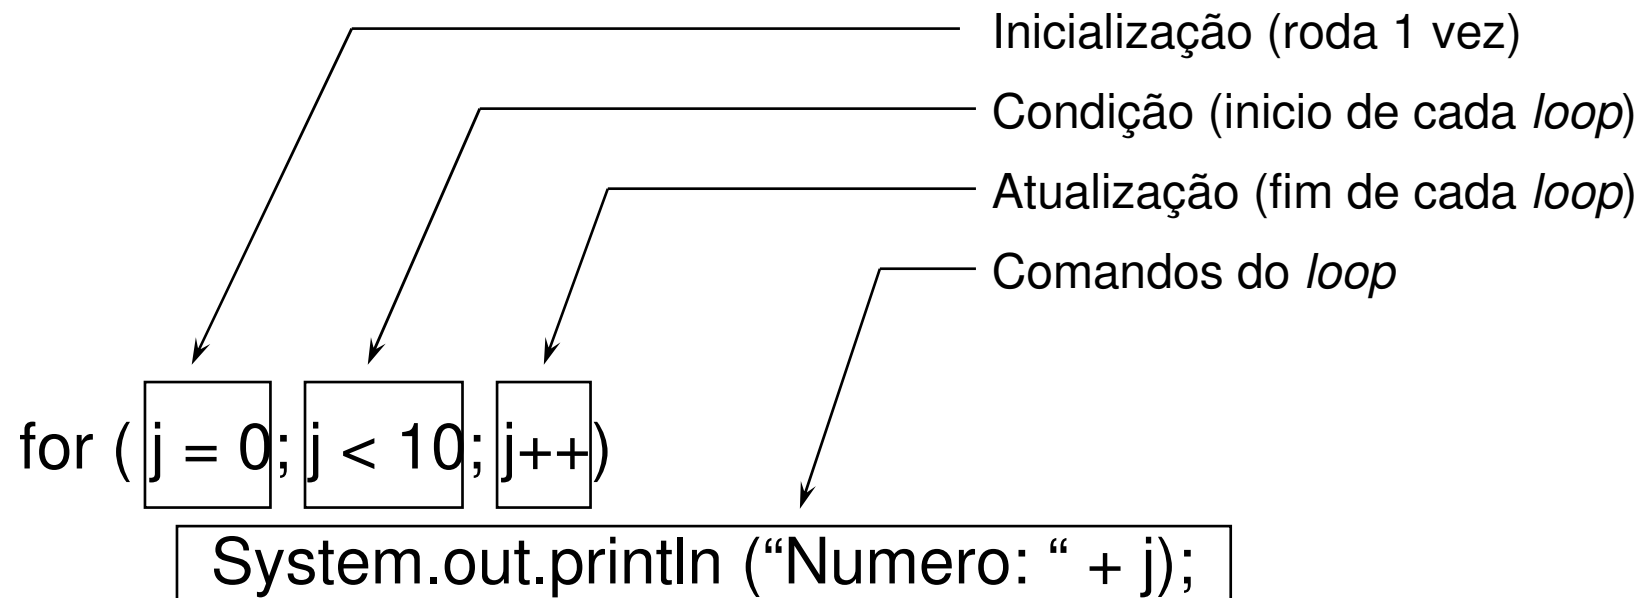 Inicialização (roda 1 vez)
Condição (inicio de cada loop)
Atualização (fim de cada loop)
Comandos do loop
for ( j = 0; j < 10; j++)
System.out.println (“Numero: “ + j);